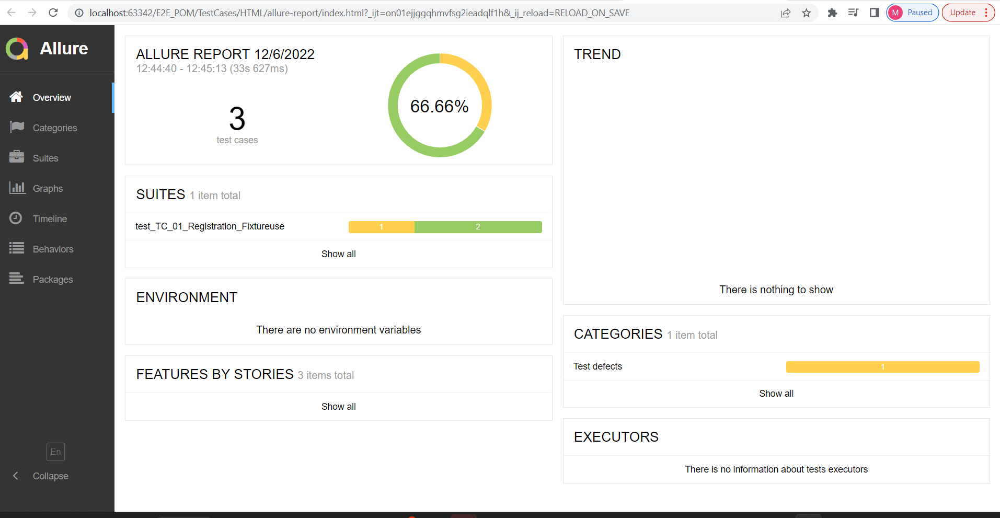 localhost:63342/E2E_POM/TestCases/HTML/allure-report/index.html?_ijt=on01ejjggqhmvfsg2ieadqlf1h&_ij_reload=RELOAD_ON_SAVE
M Paused
Update
Allure
Overview
Categories
Suites
Graphs
Timeline
Behaviors
Packages
En
Collapse
ALLURE REPORT 12/6/2022
12:44:40 - 12:45:13 (33s 627ms)
3
test cases
66.66%
SUITES 1 item total
test_TC_01_Registration_Fixtureuse 1 2
Show all
ENVIRONMENT
There are no environment variables
FEATURES BY STORIES 3 items total
Show all
TREND
There is nothing to show
CATEGORIES 1 item total
Test defects 1
Show all
EXECUTORS
There is no information about tests executors